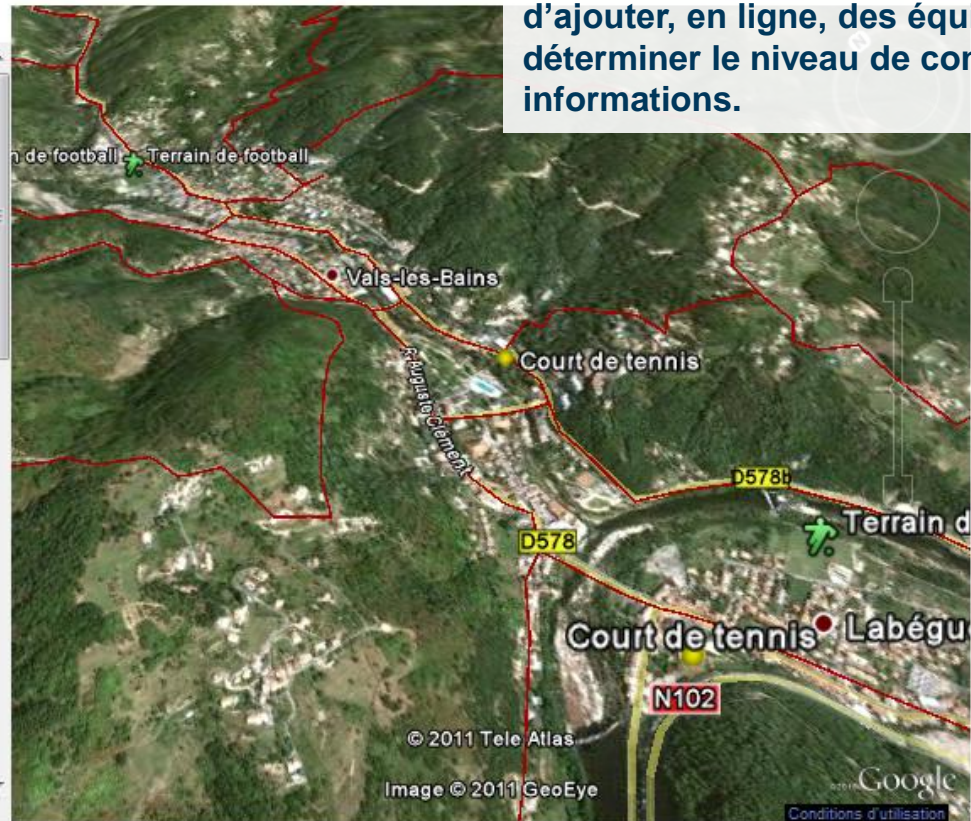 d’ajouter, en ligne, des équ
déterminer le niveau de con
informations.
n de football
Terrain de football
Vals-les-Bains
Court de tennis
R Auguste Clément
D578b
Terrain d
D578
Court de tennis
Labégu
N102
© 2011 Tele Atlas
Image © 2011 GeoEye
Google
Conditions d'utilisation